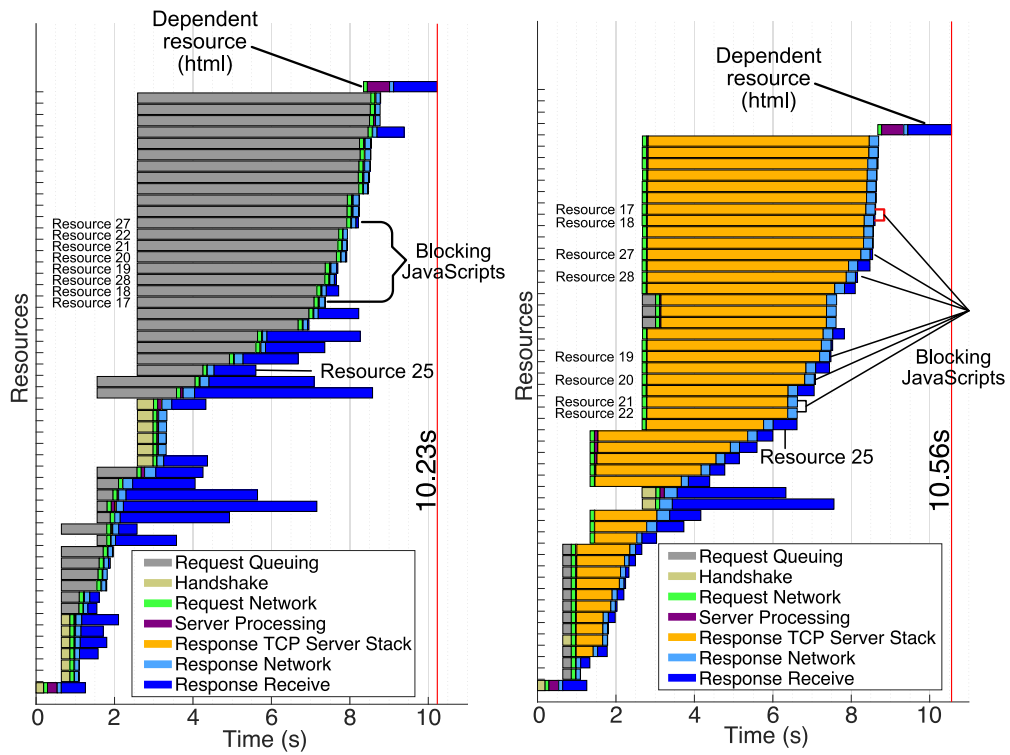 Dependent
resource
(html)
Resource 27
Resource 22
Resource 21
Resource 20
Resource 19
Resource 28
Resource 18
Resource 17
Blocking
JavaScripts
Resource 25
10.23s
Resources
Request Queuing
Handshake
Request Network
Server Processing
Response TCP Server Stack
Response Network
Response Receive
0 2 4 6 8 10
Time (s)
Dependent
resource
(html)
Resource 17
Resource 18
Resource 27
Resource 28
Resource 19
Resource 20
Resource 21
Resource 22
Blocking
JavaScripts
Resource 25
10.56s
Resources
Request Queuing
Handshake
Request Network
Server Processing
Response TCP Server Stack
Response Network
Response Receive
0 2 4 6 8 10
Time (s)